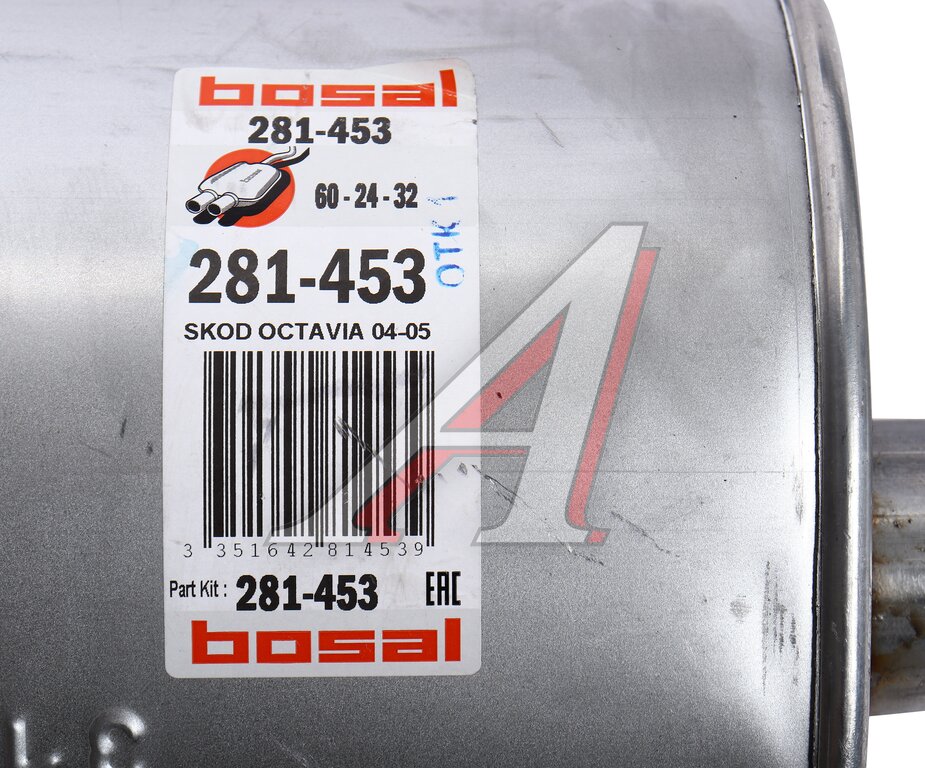 bosal
281-453
bosal
60 - 24 - 32
ОТК 1
281-453
SKOD OCTAVIA 04-05
3 351642 814539
Part Kit : 281-453 EAC
bosal
A